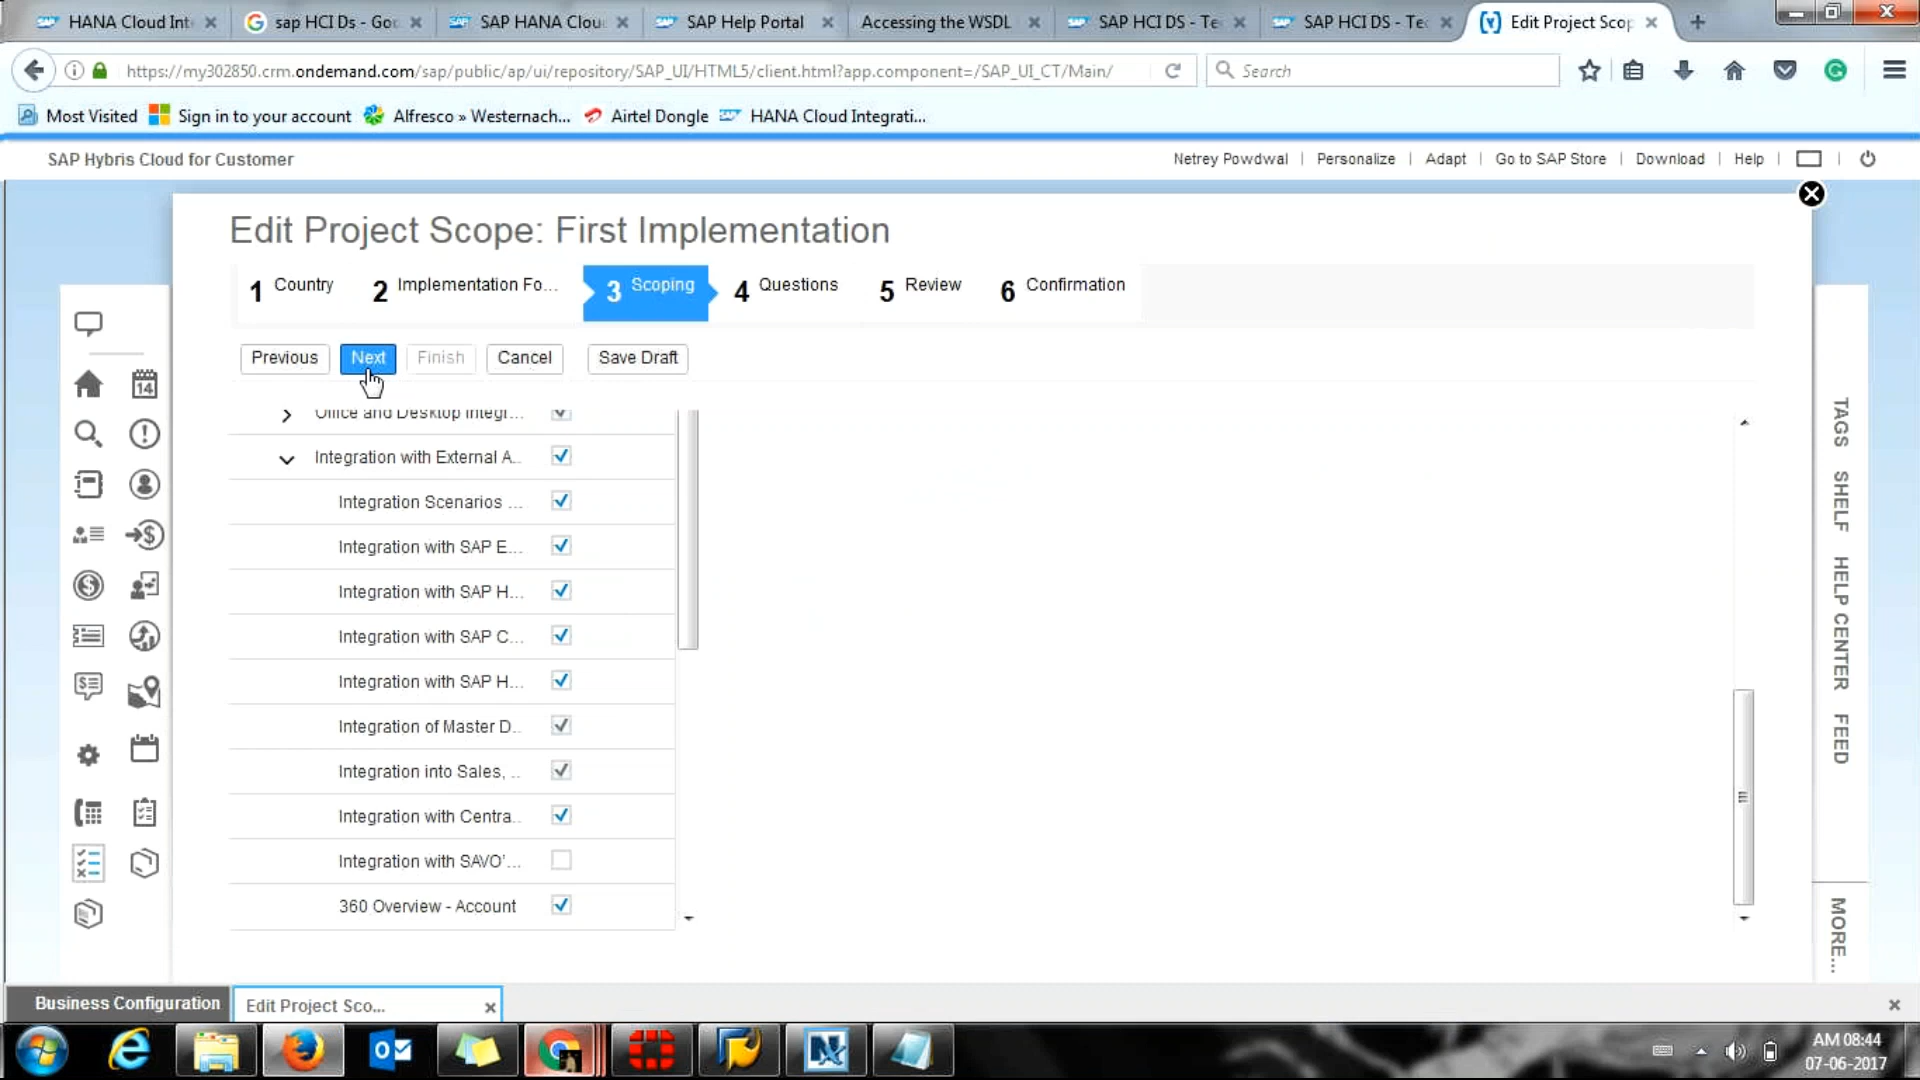 HANA Cloud Int
sap HCI Ds - Goo
SAP HANA Clou
SAP Help Portal
Accessing the WSDL
SAP HCI DS - Te
SAP HCI DS - Tec
Edit Project Scop
https://my302850.crm.ondemand.com/sap/public/ap/ui/repository/SAP_UI/HTML5/client.html?app.component=/SAP_UI_CT/Main/
Search
Most Visited
Sign in to your account
Alfresco » Westernach...
Airtel Dongle
HANA Cloud Integrati...
SAP Hybris Cloud for Customer
Netrey Powdwal
Personalize
Adapt
Go to SAP Store
Download
Help
Edit Project Scope: First Implementation
1 Country
2 Implementation Fo...
3 Scoping
4 Questions
5 Review
6 Confirmation
Previous
Next
Finish
Cancel
Save Draft
14
Office and Desktop Integr...
Integration with External A..
Integration Scenarios ...
Integration with SAP E...
Integration with SAP H...
Integration with SAP C...
Integration with SAP H...
Integration of Master D..
Integration into Sales, ..
Integration with Centra..
Integration with SAVO'...
360 Overview - Account
TAGS
SHELF
HELP CENTER
FEED
MORE...
Business Configuration
Edit Project Sco...
AM 08:44
07-06-2017